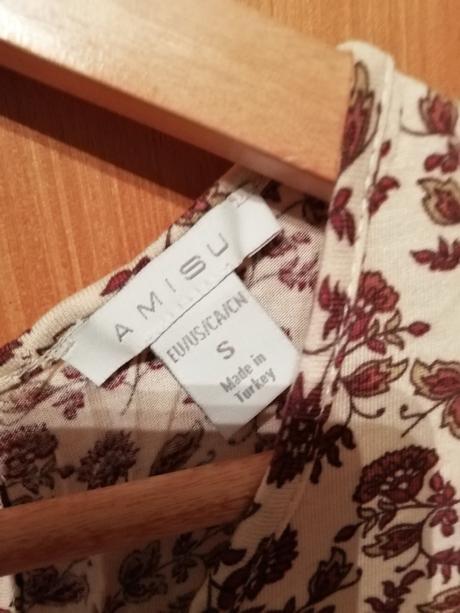 AMISU
EU/US/CA/CN
S
Made in
Turkey